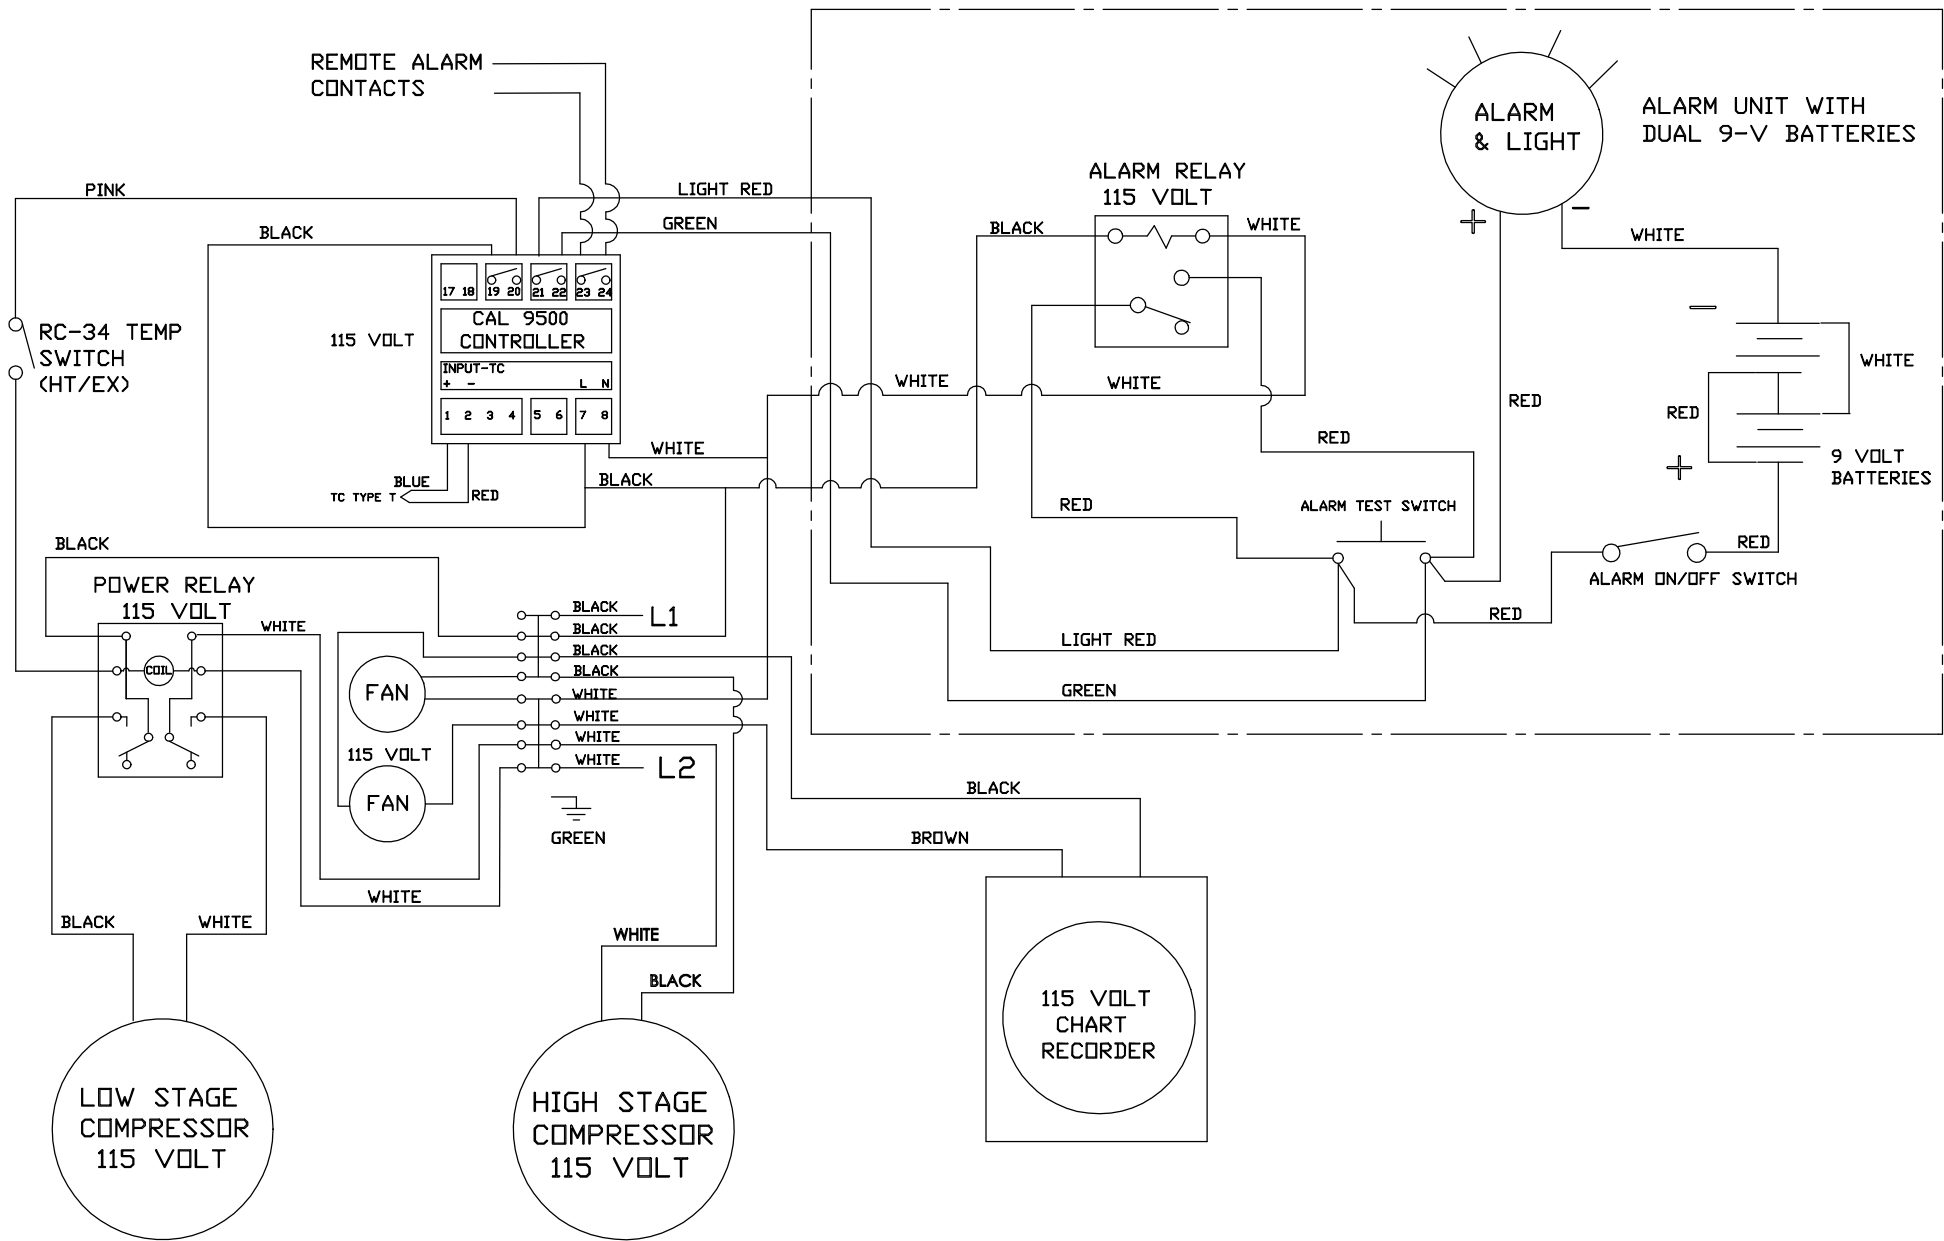 REMOTE ALARM
CONTACTS
ALARM
& LIGHT
ALARM UNIT WITH
DUAL 9-V BATTERIES
ALARM RELAY
115 VOLT
PINK
LIGHT RED
BLACK
GREEN
BLACK
WHITE
+
-
WHITE
17 18 19 20 21 22 23 24
CAL 9500
CONTROLLER
115 VOLT
RC-34 TEMP
SWITCH
(HT/EX)
INPUT-TC
+ - L N
1 2 3 4 5 6 7 8
WHITE
WHITE
WHITE
RED
RED
RED
WHITE
BLACK
BLUE
TC TYPE T
RED
RED
ALARM TEST SWITCH
+
9 VOLT
BATTERIES
RED
ALARM ON/OFF SWITCH
BLACK
POWER RELAY
115 VOLT
WHITE
COIL
FAN
115 VOLT
FAN
BLACK
L1
BLACK
BLACK
BLACK
WHITE
WHITE
WHITE
WHITE
L2
GREEN
RED
LIGHT RED
GREEN
BLACK
BROWN
WHITE
BLACK
WHITE
WHITE
BLACK
LOW STAGE
COMPRESSOR
115 VOLT
HIGH STAGE
COMPRESSOR
115 VOLT
115 VOLT
CHART
RECORDER